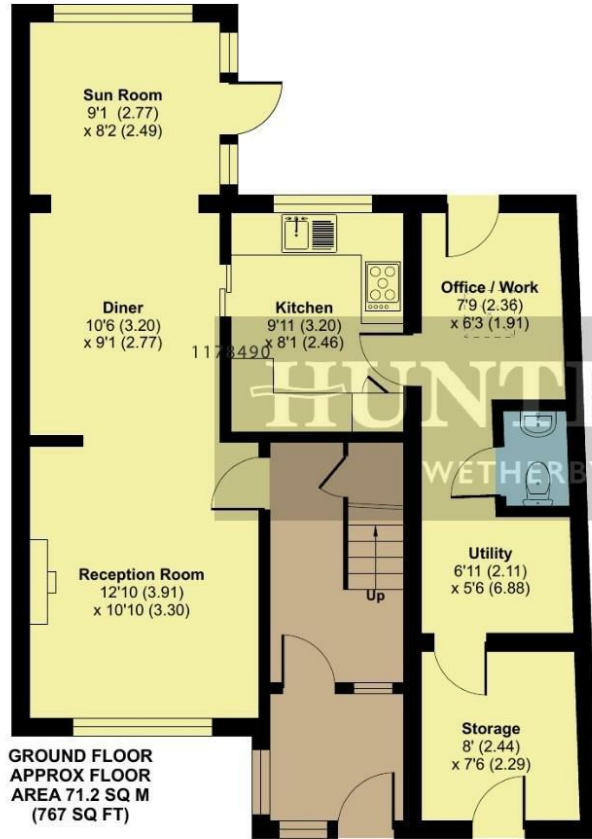 Sun Room
9'1 (2.77)
x 8'2 (2.49)
Diner
10'6 (3.20)
x 9'1 (2.77)
Kitchen
9'11 (3.20)
x 8'1 (2.46)
Office / Work
7'9 (2.36)
x 6'3 (1.91)
1178490
HUNT
WETHERBY
Reception Room
12'10 (3.91)
x 10'10 (3.30)
Up
Utility
6'11 (2.11)
x 5'6 (6.88)
Storage
8' (2.44)
x 7'6 (2.29)
GROUND FLOOR
APPROX FLOOR
AREA 71.2 SQ M
(767 SQ FT)